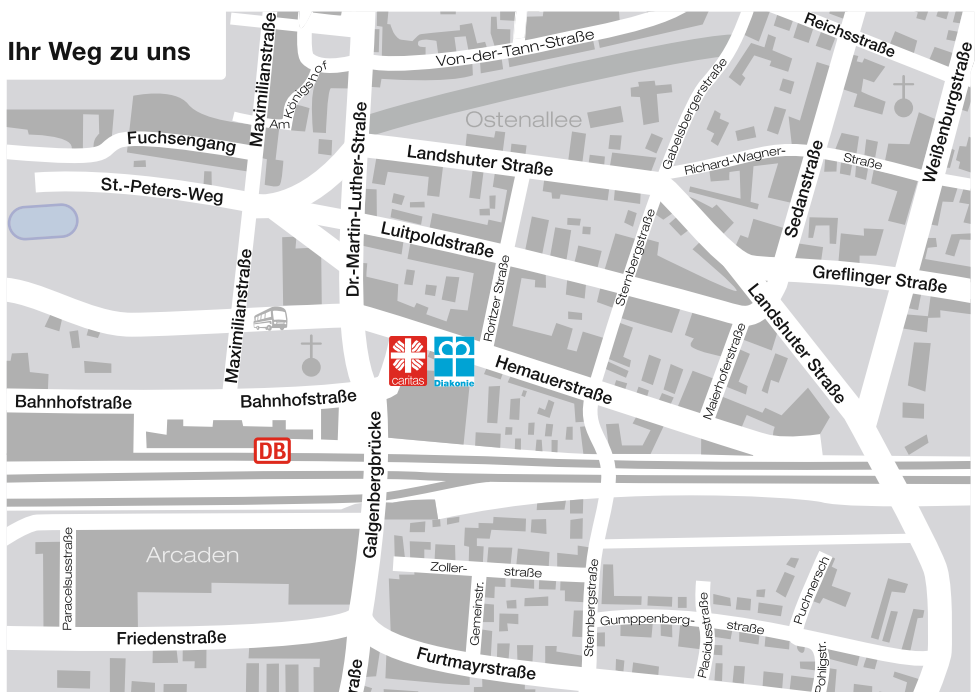 Ihr Weg zu uns
Maximilianstraße
Am Königshof
Von-der-Tann-Straße
Reichsstraße
Weißenburgstraße
Gabelsbergerstraße
Ostenallee
Fuchsengang
Dr.-Martin-Luther-Straße
Landshuter Straße
Richard-Wagner-
Straße
Sedanstraße
St.-Peters-Weg
Luitpoldstraße
Roritzer Straße
Sternbergstraße
Greflinger Straße
Maximilianstraße
Landshuter Straße
Maierhoferstraße
caritas
Diakonie
Hemauerstraße
Bahnhofstraße
Bahnhofstraße
DB
Galgenbergbrücke
Arcaden
Paracelsusstraße
Zoller-
straße
Gemeinstr.
Sternbergstraße
Gumppenberg-
straße
Placidusstraße
Puchnersch
Pohligstr.
Friedenstraße
Furtmayrstraße
raße